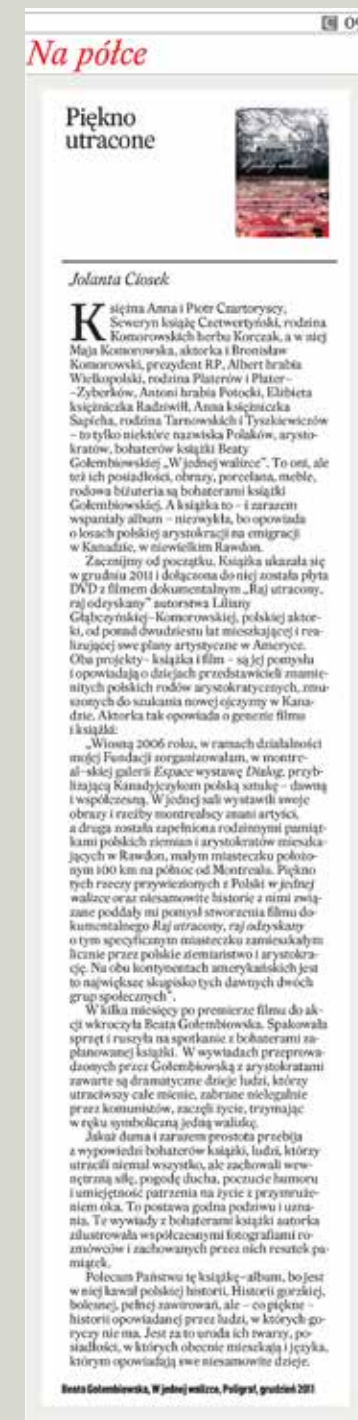 09
Na półce
Piękno
utracone
Jolanta Ciosek
Księżna Anna i Piotr Czartoryscy,
Seweryn książę Czetwertyński, rodzina
Komorowskich herbu Korczak, a w niej
Maja Komorowska, aktorka i Bronisław
Komorowski, prezydent RP, Albert hrabia
Wielkopolski, rodzina Platerów i Plater-
-Zyberków, Antoni hrabia Potocki, Elżbieta
księżniczka Radziwiłł, Anna księżniczka
Sapieha, rodzina Tarnowskich i Tyszkiewiczów
– to tylko niektóre nazwiska Polaków, arysto-
kratów, bohaterów książki Beaty
Gołembiowskiej „W jednej walizce”. To oni, ale
też ich posiadłości, obrazy, porcelana, meble,
rodowa biżuteria są bohaterami książki
Gołembiowskiej. A książka to – i zarazem
wspaniały album – niezwykła, bo opowiada
o losach polskiej arystokracji na emigracji
w Kanadzie, w niewielkim Rawdon.
Zacznijmy od początku. Książka ukazała się
w grudniu 2011 i dołączona do niej została płyta
DVD z filmem dokumentalnym „Raj utracony,
raj odzyskany” autorstwa Liliany
Głąbczyńskiej-Komorowskiej, polskiej aktor-
ki, od ponad dwudziestu lat mieszkającej i rea-
lizującej swe plany artystyczne w Ameryce.
Oba projekty– książka i film – są jej pomysłu
i opowiadają o dziejach przedstawicieli znamie-
nitych polskich rodów arystokratycznych, zmu-
szonych do szukania nowej ojczyzny w Kana-
dzie. Aktorka tak opowiada o genezie filmu
i książki:
„Wiosną 2006 roku, w ramach działalności
mojej Fundacji zorganizowałam, w montre-
al-skiej galerii Espace wystawę Dialog, przyb-
liżającą Kanadyjczykom polską sztukę – dawną
i współczesną. W jednej sali wystawili swoje
obrazy i rzeźby montrealscy znani artyści,
a druga została zapełniona rodzinnymi pamiąt-
kami polskich ziemian i arystokratów mieszka-
jących w Rawdon, małym miasteczku położo-
nym 100 km na północ od Montrealu. Piękno
tych rzeczy przywiezionych z Polski w jednej
walizce oraz niesamowite historie z nimi zwią-
zane poddały mi pomysł stworzenia filmu do-
kumentalnego Raj utracony, raj odzyskany
o tym specyficznym miasteczku zamieszkałym
licznie przez polskie ziemiaństwo i arystokra-
cję. Na obu kontynentach amerykańskich jest
to największe skupisko tych dawnych dwóch
grup społecznych”.
W kilka miesięcy po premierze filmu do ak-
cji wkroczyła Beata Gołembiowska. Spakowała
sprzęt i ruszyła na spotkanie z bohaterami za-
planowanej książki. W wywiadach przeprowa-
dzonych przez Gołembiowską z arystokratami
zawarte są dramatyczne dzieje ludzi, którzy
utraciwszy całe mienie, zabrane nielegalnie
przez komunistów, zaczęli życie, trzymając
w ręku symboliczną jedną walizkę.
Jakaż duma i zarazem prostota przebija
z wypowiedzi bohaterów książki, ludzi, którzy
utracili niemal wszystko, ale zachowali wew-
nętrzną siłę, pogodę ducha, poczucie humoru
i umiejętność patrzenia na życie z przymruże-
niem oka. To postawa godna podziwu i uzna-
nia. Te wywiady z bohaterami książki autorka
zilustrowała współczesnymi fotografiami ro-
zmówców i zachowanych przez nich resztek pa-
miątek.
Polecam Państwu tę książkę–album, bo jest
w niej kawał polskiej historii. Historii gorzkiej,
bolesnej, pełnej zawirowań, ale – co piękne –
historii opowiadanej przez ludzi, w których go-
ryczy nie ma. Jest za to uroda ich twarzy, po-
siadłości, w których obecnie mieszkają i języka,
którym opowiadają swe niesamowite dzieje.
Beata Gołembiowska, W jednej walizce, Poligraf, grudzień 2011